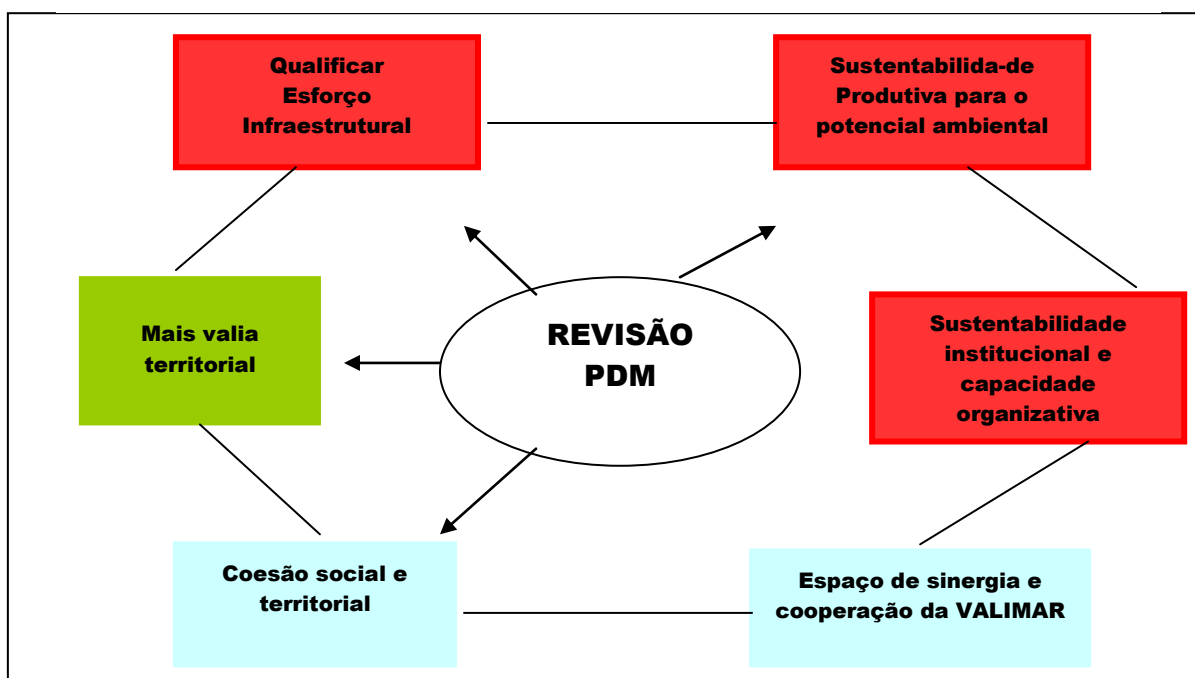 Qualificar
Esforço
Infraestrutural
Sustentabilida-de
Produtiva para o
potencial ambiental
Mais valia
territorial
REVISÃO
PDM
Sustentabilidade
institucional e
capacidade
organizativa
Coesão social e
territorial
Espaço de sinergia e
cooperação da VALIMAR